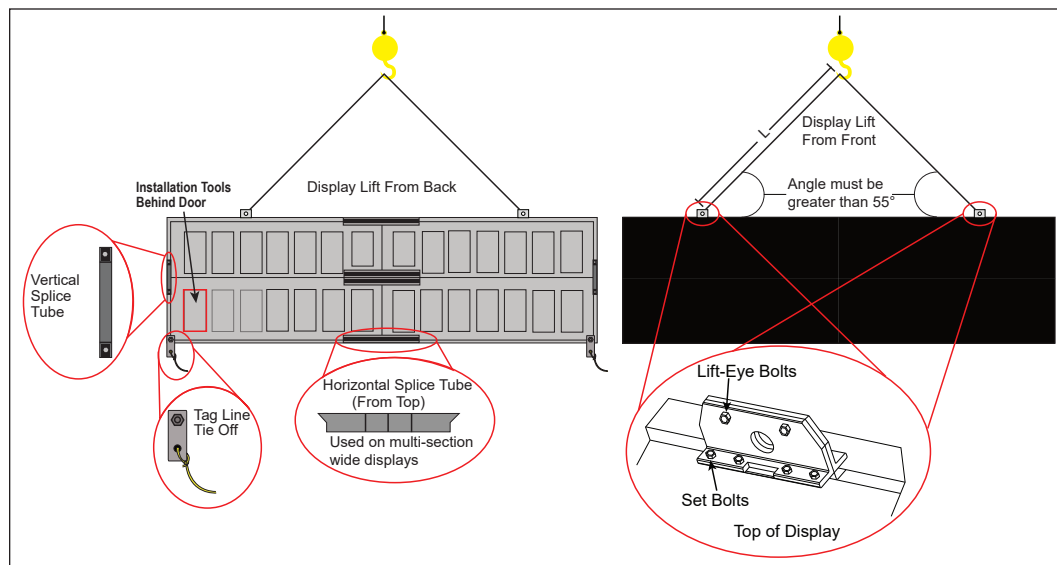 Installation Tools
Behind Door
Display Lift From Back
Vertical
Splice
Tube
Tag Line
Tie Off
Horizontal Splice Tube
(From Top)
Used on multi-section
wide displays
L
Display Lift
From Front
Angle must be
greater than 55°
Lift-Eye Bolts
Set Bolts
Top of Display